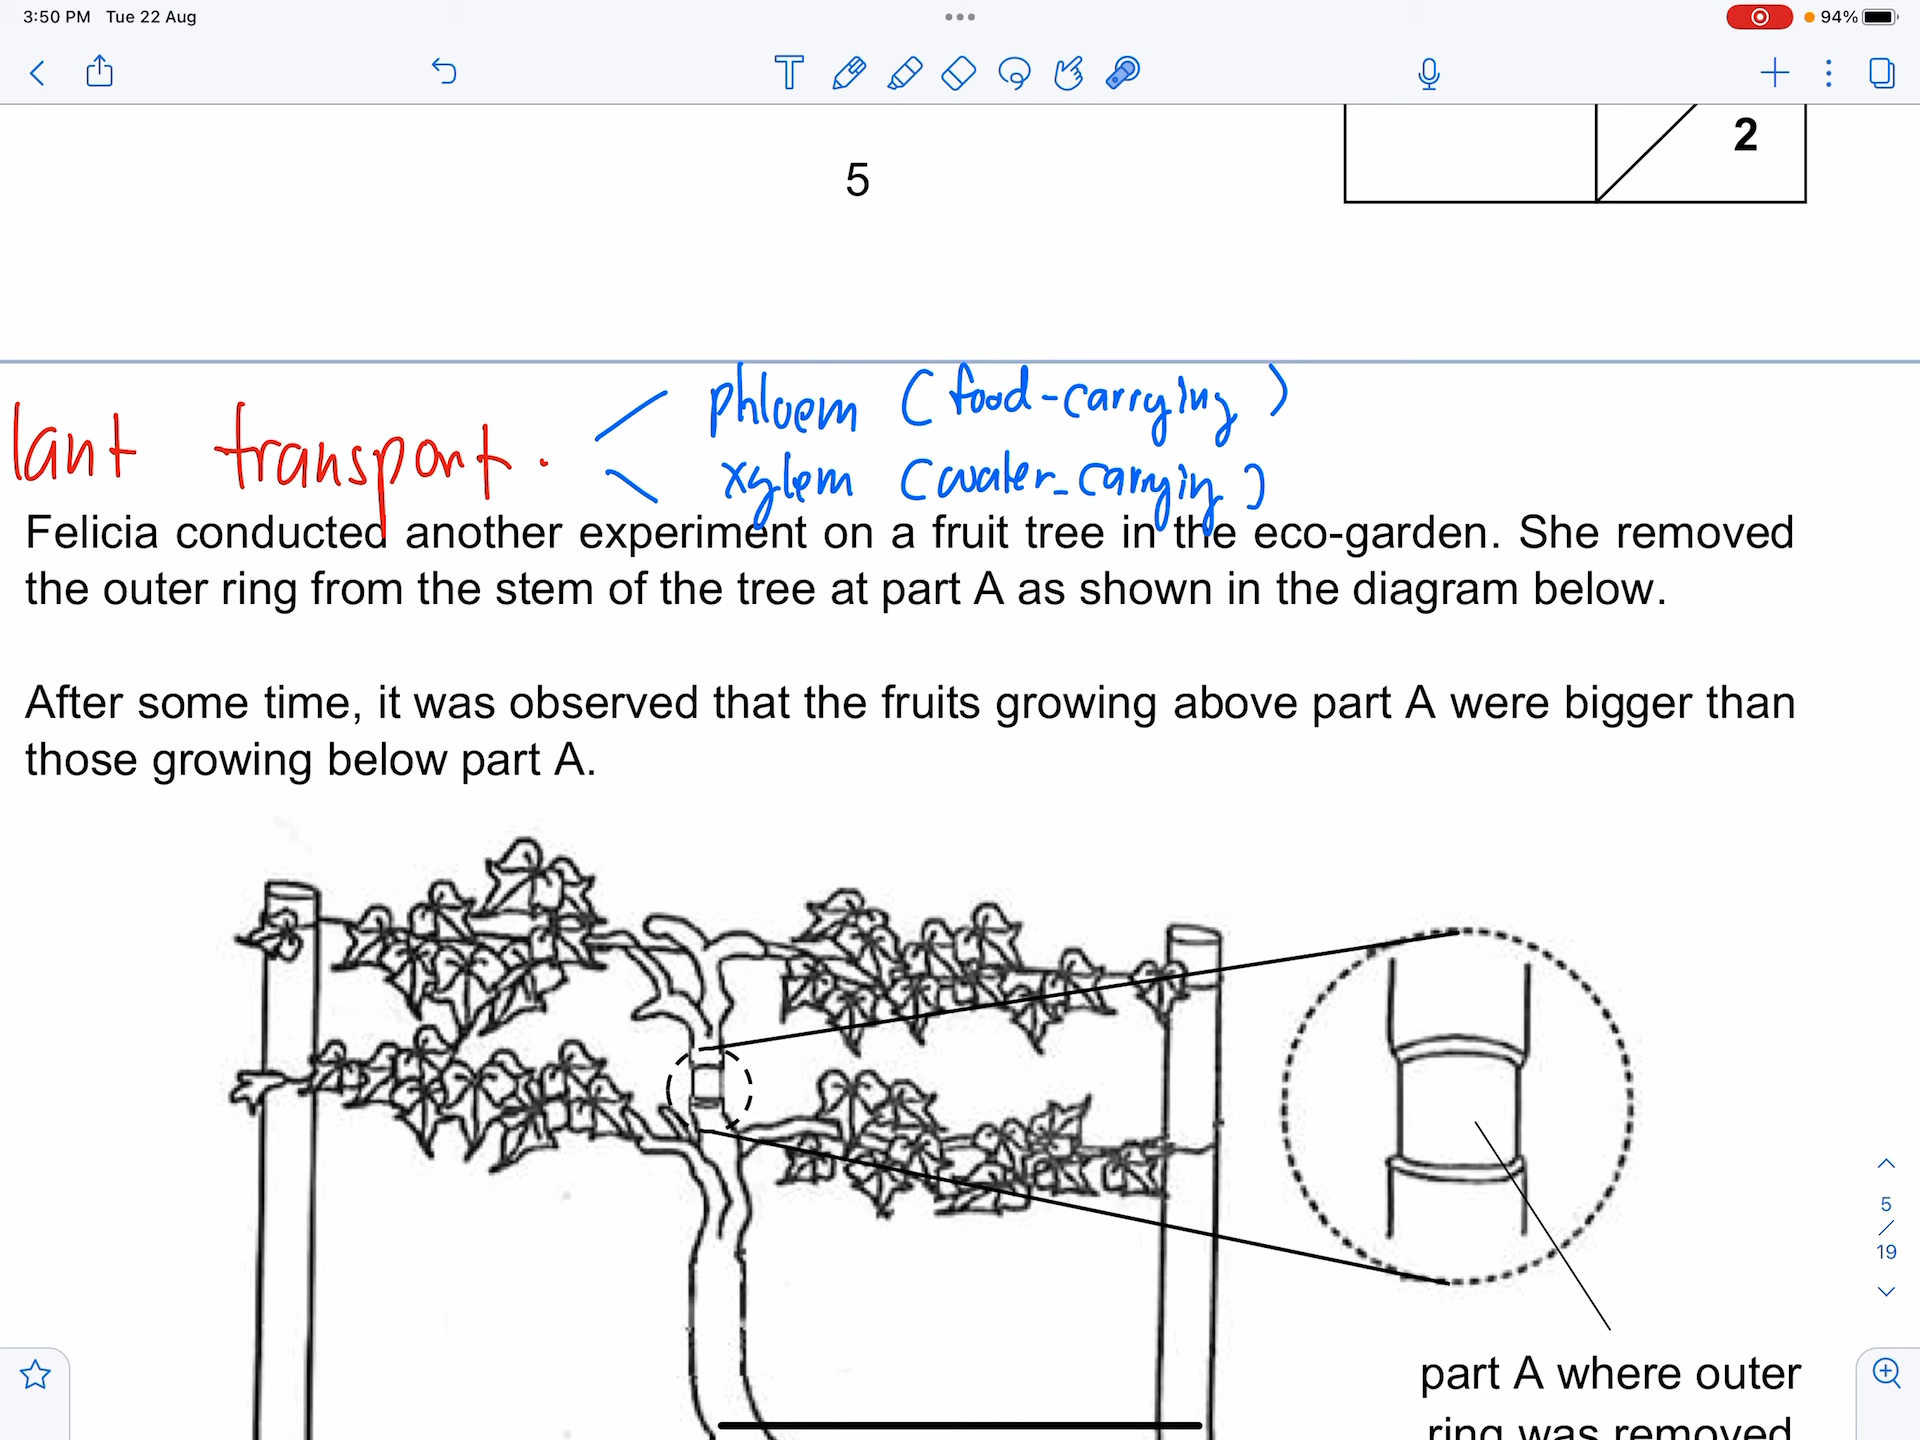 3:50 PM Tue 22 Aug
94%
2
5
phloem (food-carrying)
lant transport.
xylem (water-carrying)
Felicia conducted another experiment on a fruit tree in the eco-garden. She removed
the outer ring from the stem of the tree at part A as shown in the diagram below.
After some time, it was observed that the fruits growing above part A were bigger than
those growing below part A.
5
/
19
part A where outer
ring was removed